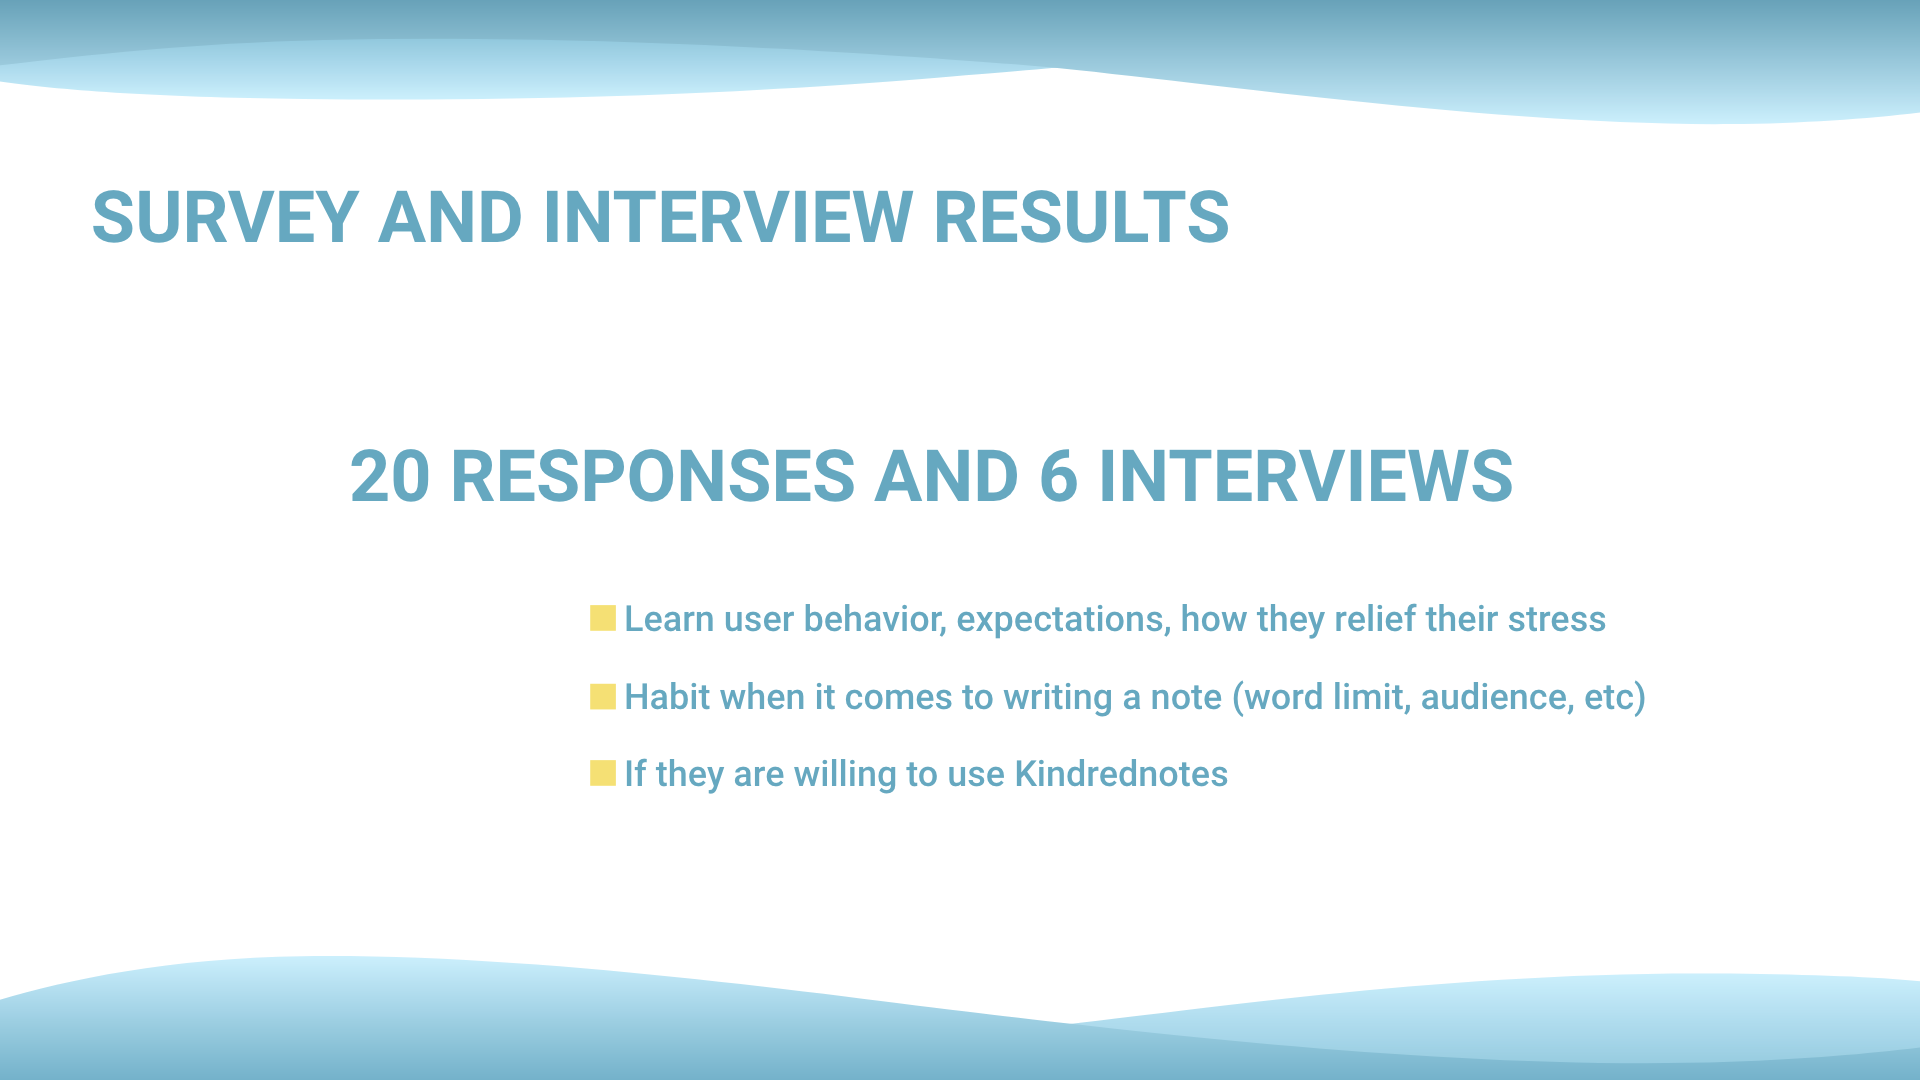 SURVEY AND INTERVIEW RESULTS
20 RESPONSES AND 6 INTERVIEWS
Learn user behavior, expectations, how they relief their stress
Habit when it comes to writing a note (word limit, audience, etc)
If they are willing to use Kindrednotes